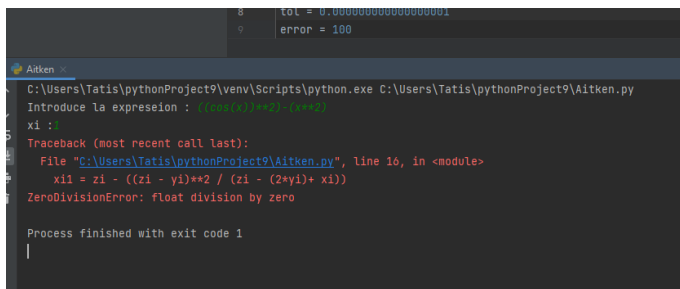 8 tol = 0.000000000000000001
9 error = 100
Aitken ×
C:\Users\Tatis\pythonProject9\venv\Scripts\python.exe C:\Users\Tatis\pythonProject9\Aitken.py
Introduce la expreseion : ((cos(x))**2)-(x**2)
xi :1
Traceback (most recent call last):
File "C:\Users\Tatis\pythonProject9\Aitken.py", line 16, in <module>
xi1 = zi - ((zi - yi)**2 / (zi - (2*yi)+ xi))
ZeroDivisionError: float division by zero
Process finished with exit code 1